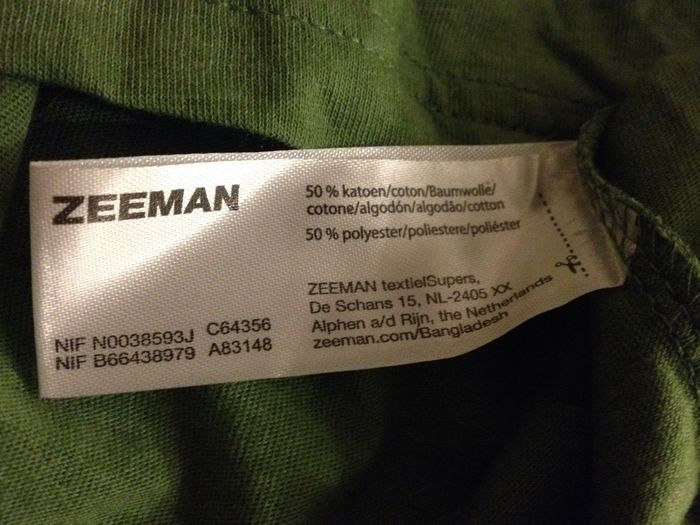 ZEEMAN
50 % katoen/coton/Baumwolle/
cotone/algodón/algodão/cotton
50 % polyester/poliestere/poliéster
ZEEMAN textielSupers,
De Schans 15, NL-2405 XX
Alphen a/d Rijn, the Netherlands
zeeman.com/Bangladesh
NIF N0038593J C64356
NIF B66438979 A83148